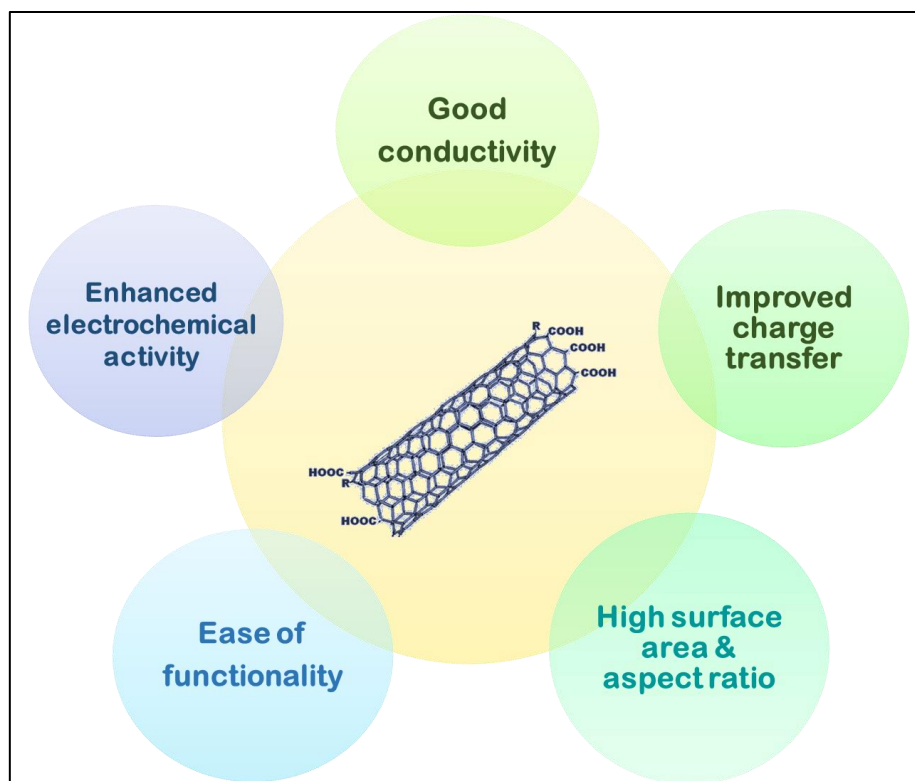 Good
conductivity
Enhanced
electrochemical
activity
Improved
charge
transfer
R
COOH
COOH
COOH
HOOC
R
HOOC
Ease of
functionality
High surface
area &
aspect ratio